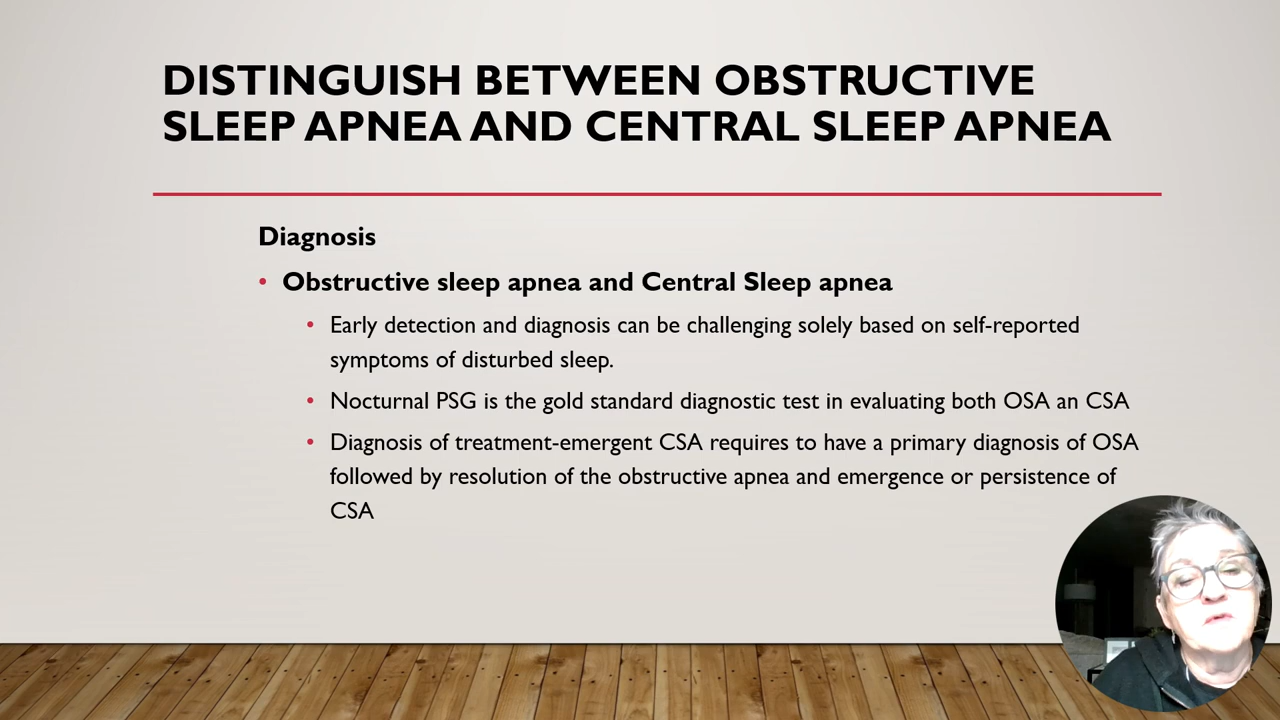 DISTINGUISH BETWEEN OBSTRUCTIVE
SLEEP APNEA AND CENTRAL SLEEP APNEA
Diagnosis
• Obstructive sleep apnea and Central Sleep apnea
• Early detection and diagnosis can be challenging solely based on self-reported
symptoms of disturbed sleep.
• Nocturnal PSG is the gold standard diagnostic test in evaluating both OSA an CSA
• Diagnosis of treatment-emergent CSA requires to have a primary diagnosis of OSA
followed by resolution of the obstructive apnea and emergence or persistence of
CSA